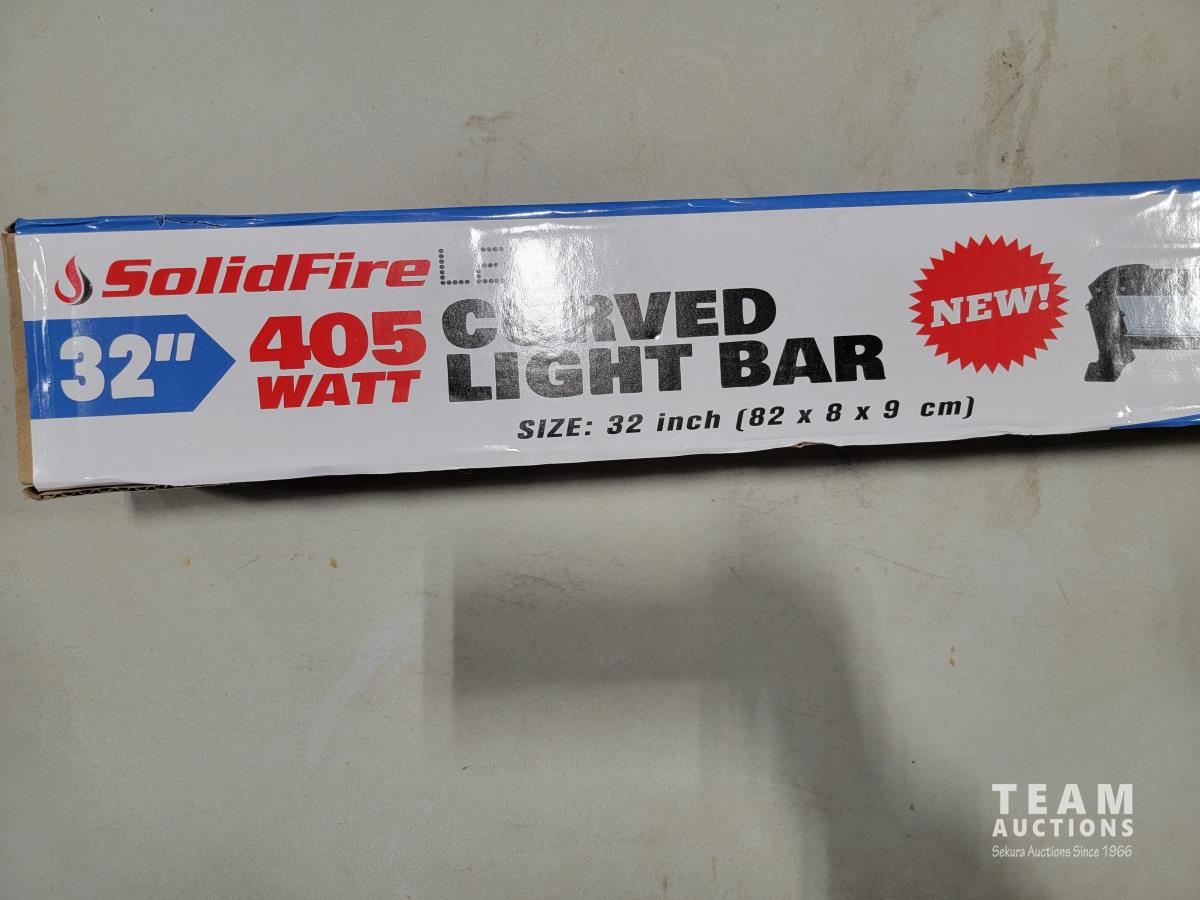 SolidFire LE
32"
405
WATT
CURVED
LIGHT BAR
SIZE: 32 inch (82 x 8 x 9 cm)
NEW!
TEAM
AUCTIONS
Sekura Auctions Since 1966